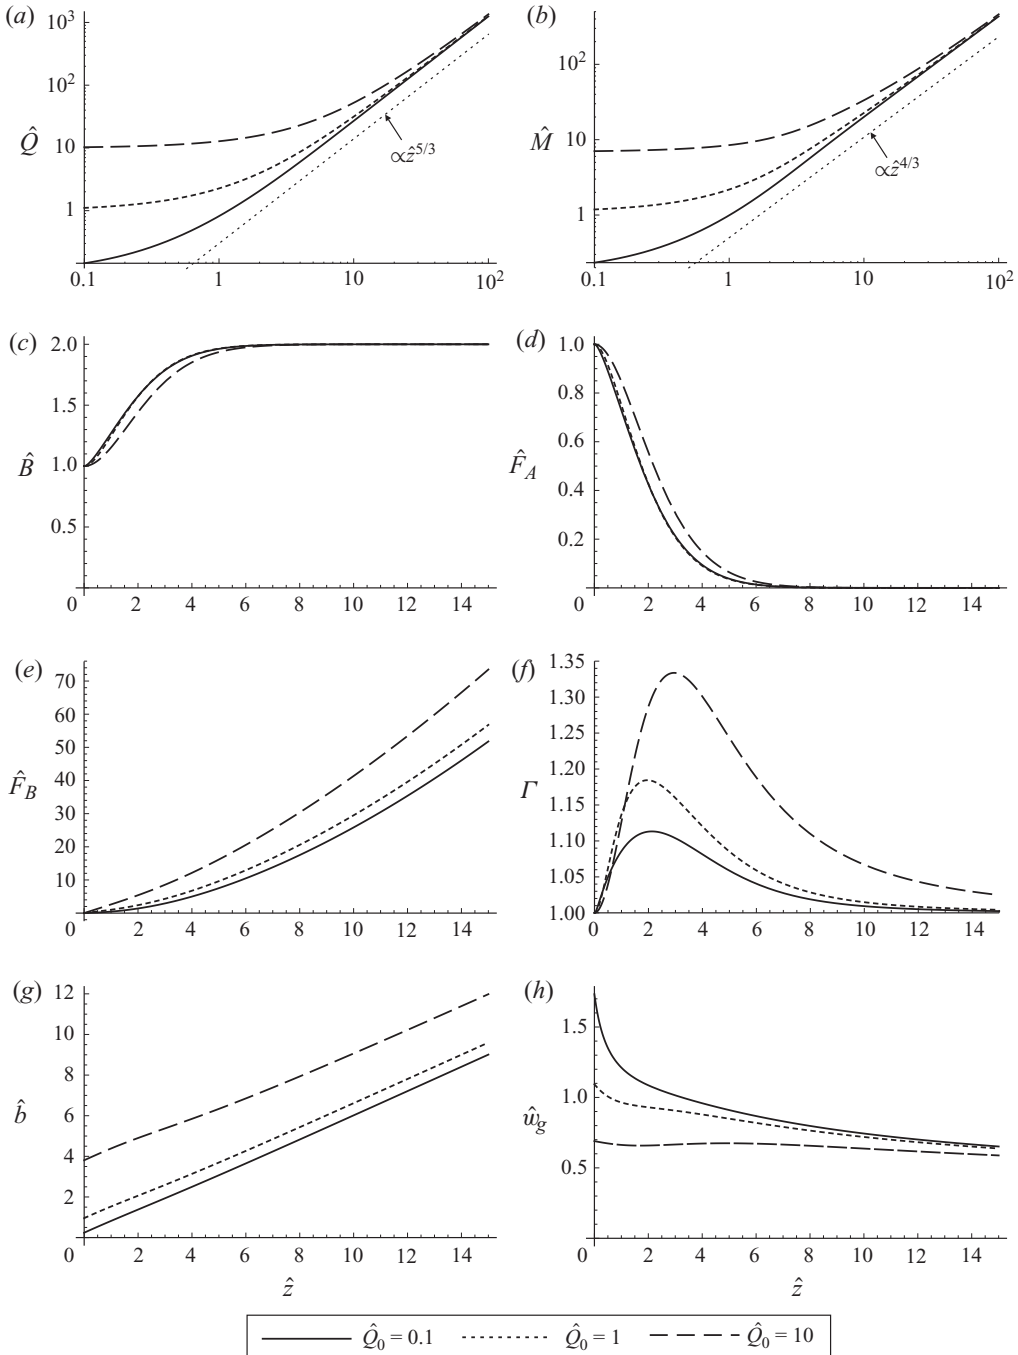 (a) 10³ (b)
10² 10²
Q̂ 10 M̂ 10
∝ẑ^5/3 ∝ẑ^4/3
1 1
0.1 1 10 10² 0.1 1 10 10²
(c) 2.0 (d) 1.0
1.5 0.8
B̂ 1.0 F̂_A 0.6
0.4
0.5 0.2
0 2 4 6 8 10 12 14 0 2 4 6 8 10 12 14
(e) 70 (f) 1.35
60 1.30
50 1.25
F̂_B 40 Γ 1.20
30 1.15
20 1.10
10 1.05
1.00
0 2 4 6 8 10 12 14 0 2 4 6 8 10 12 14
(g) 12 (h)
10 1.5
8
b̂ 6 ŵ_g 1.0
4 0.5
2
0 2 4 6 8 10 12 14 0 2 4 6 8 10 12 14
ẑ ẑ
Q̂₀ = 0.1 Q̂₀ = 1 Q̂₀ = 10